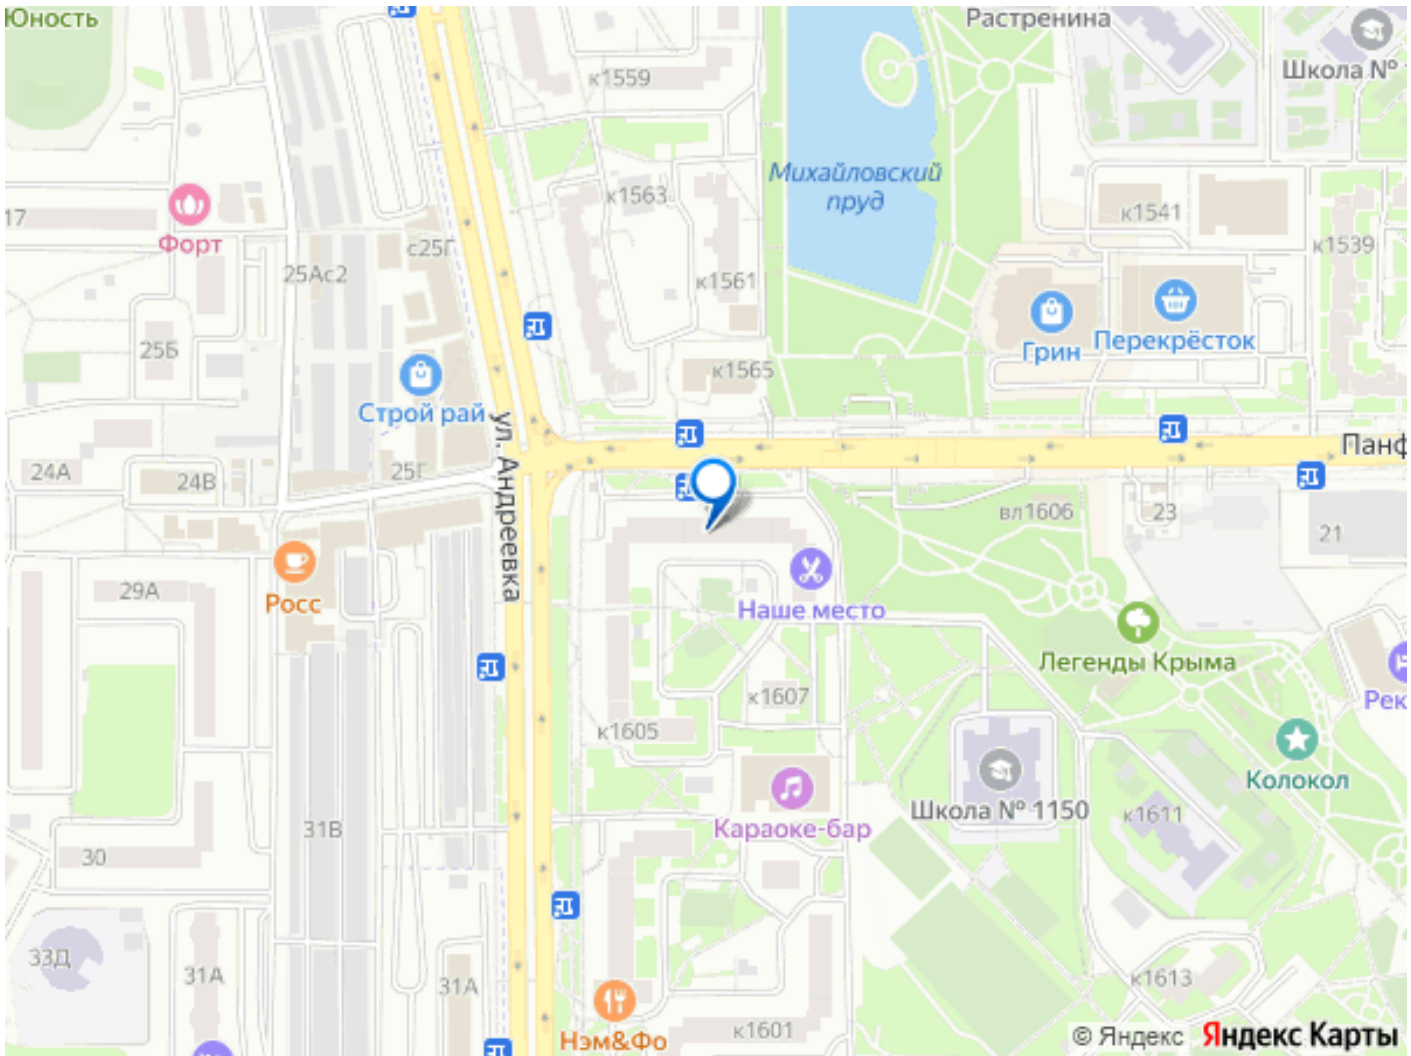 Юность
Растренина
Школа №
к1559
Михайловский
пруд
к1563
17
Форт
с25Г
25Ас2
к1541
к1539
к1561
25Б
Грин
Перекрёсток
к1565
Строй рай
ул. Андреевка
Панф
24А
24В
25Г
вл1606
23
21
29А
Росс
Наше место
Легенды Крыма
к1607
Рек
к1605
Колокол
Школа № 1150
к1611
Караоке-бар
31В
30
33Д
31А
31А
к1613
Нэм&Фо
к1601
© Яндекс Яндекс Карты